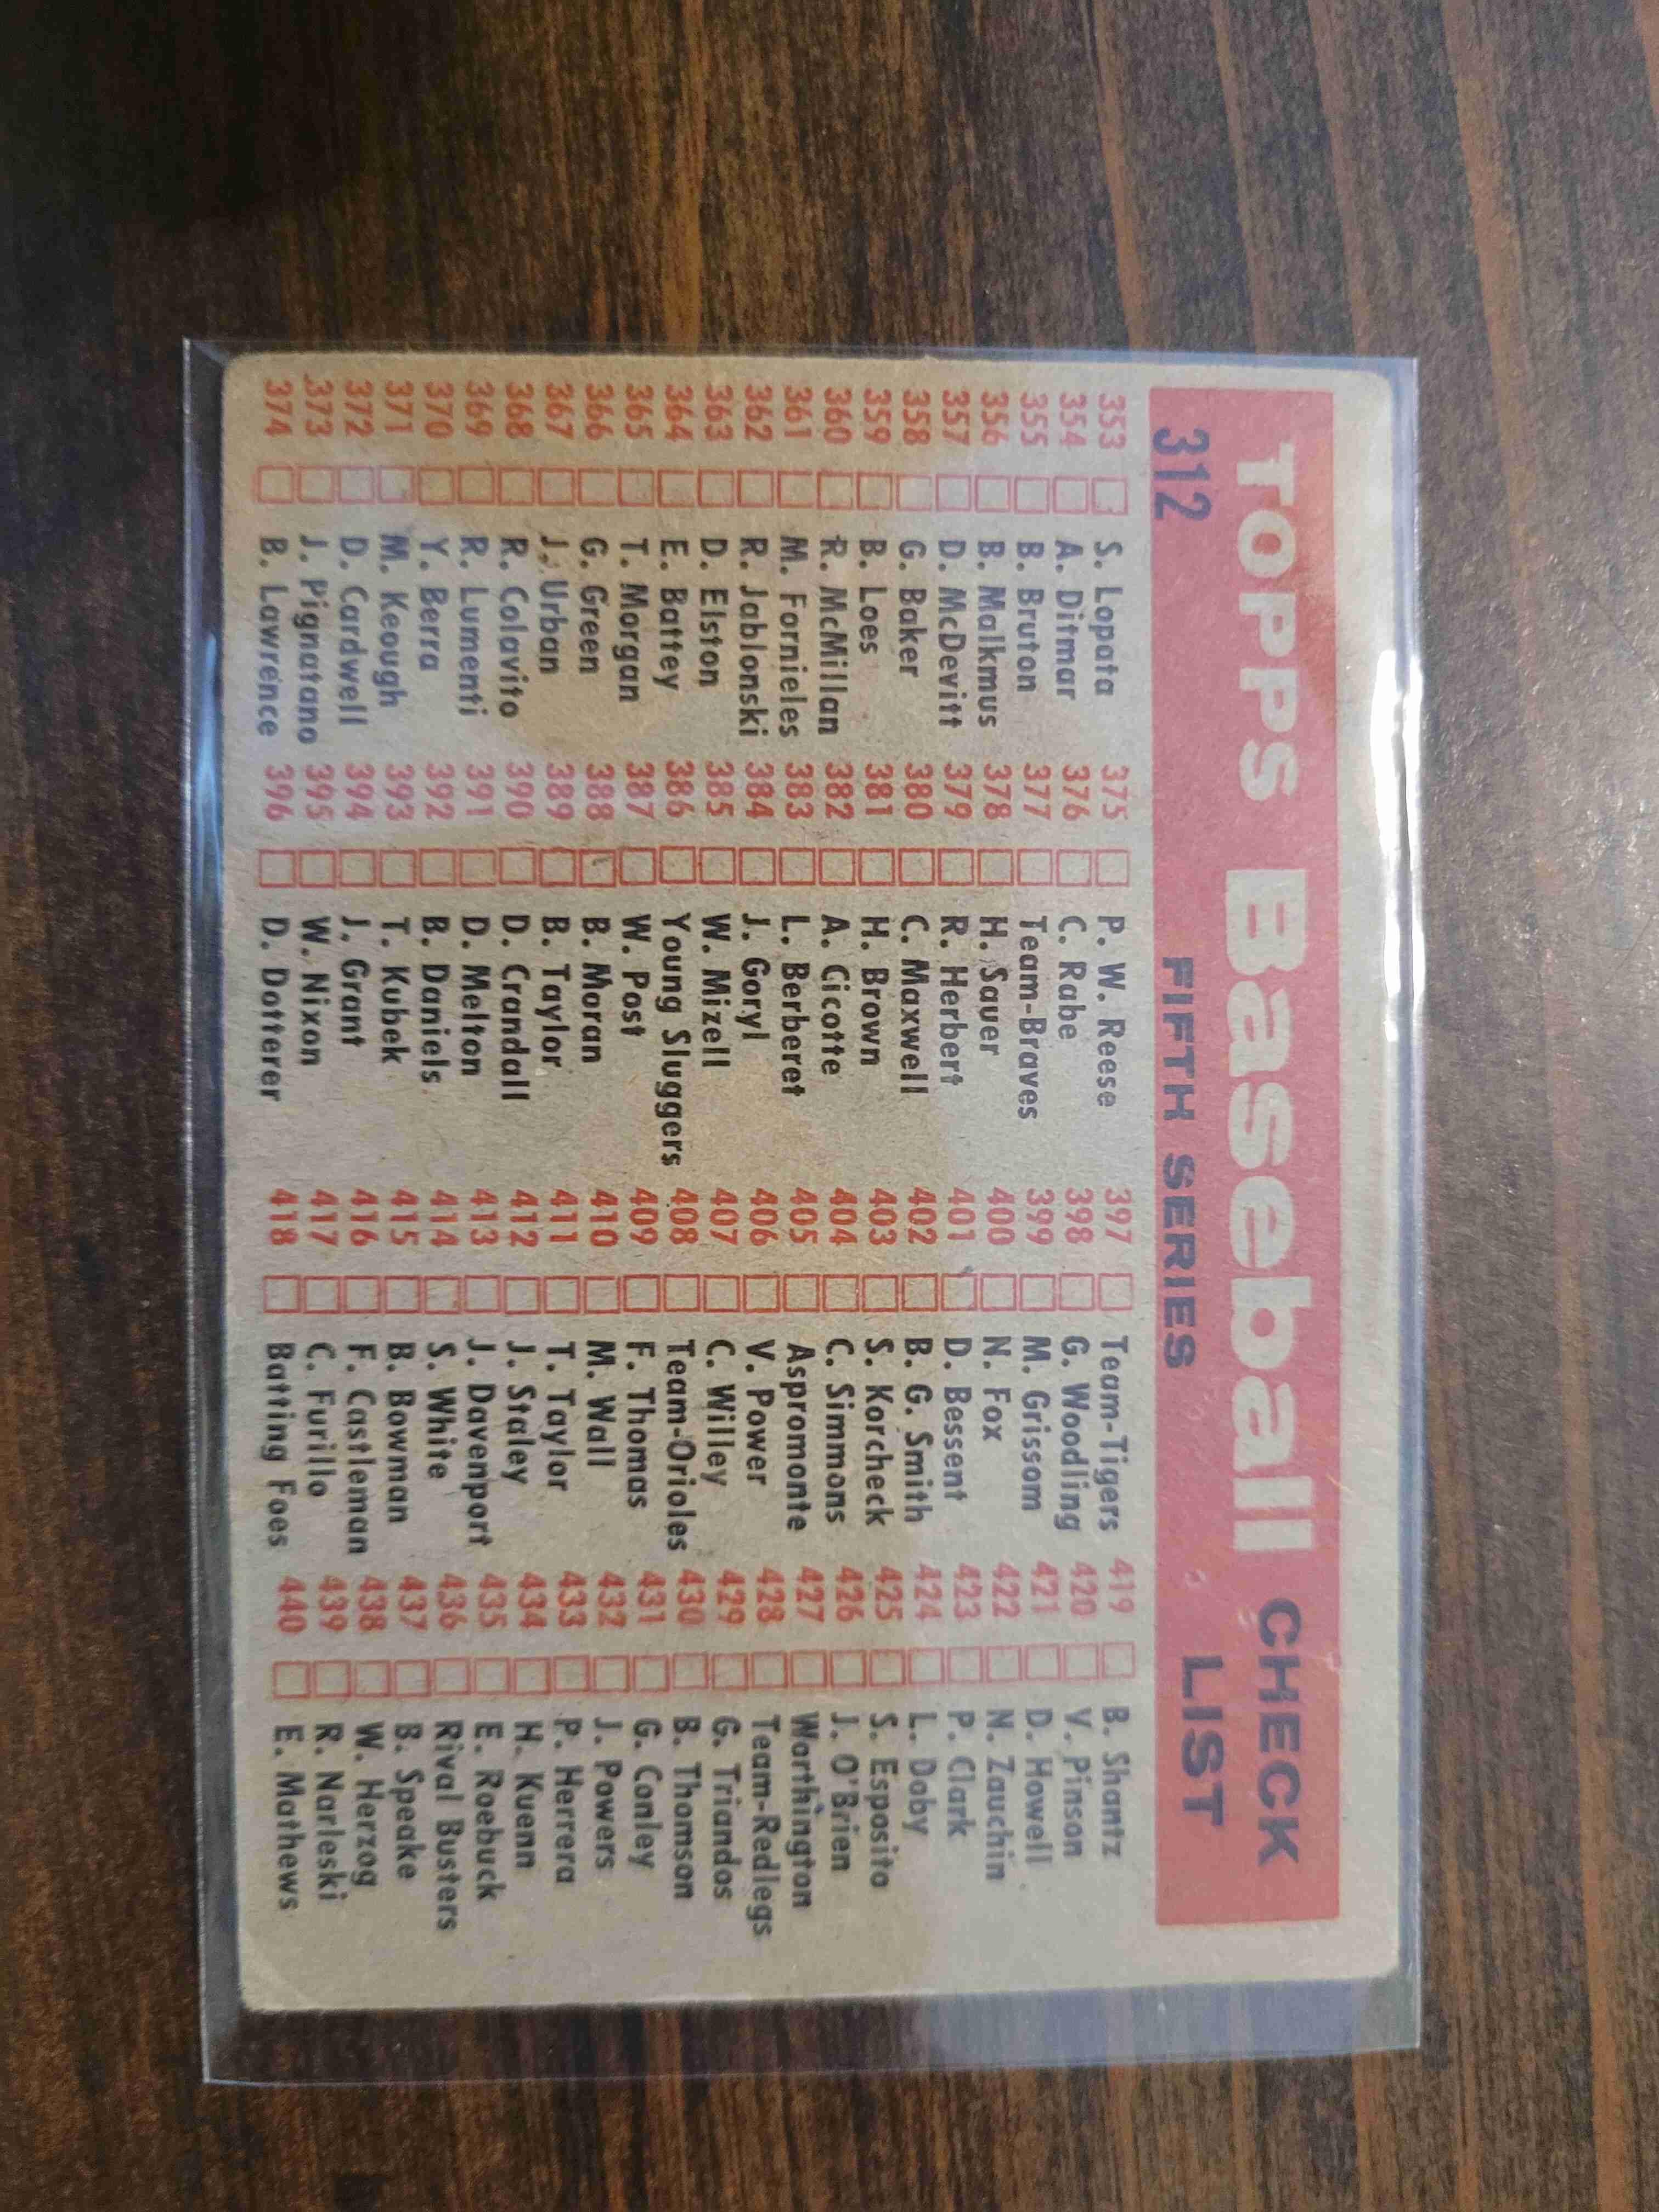 TOPPS Baseball CHECK LIST
312 FIFTH SERIES
353 S. Lopata
354 A. Ditmar
355 B. Bruton
356 B. Malkmus
357 D. McDevitt
358 G. Baker
359 B. Loes
360 R. McMillan
361 M. Fornieles
362 R. Jablonski
363 D. Elston
364 E. Battey
365 T. Morgan
366 G. Green
367 J. Urban
368 R. Colavito
369 R. Lumenti
370 Y. Berra
371 M. Keough
372 D. Cardwell
373 J. Pignatano
374 B. Lawrence
375 P. W. Reese
376 C. Rabe
377 Team-Braves
378 H. Sauer
379 R. Herbert
380 C. Maxwell
381 H. Brown
382 A. Cicotte
383 L. Berberet
384 J. Goryl
385 W. Mizell
386 Young Sluggers
387 W. Post
388 B. Moran
389 B. Taylor
390 D. Crandall
391 D. Melton
392 B. Daniels
393 T. Kubek
394 J. Grant
395 W. Nixon
396 D. Dotterer
397 Team-Tigers
398 G. Woodling
399 M. Grissom
400 N. Fox
401 D. Bessent
402 B. G. Smith
403 S. Korcheck
404 C. Simmons
405 Aspromonte
406 V. Power
407 C. Willey
408 Team-Orioles
409 F. Thomas
410 M. Wall
411 T. Taylor
412 J. Staley
413 J. Davenport
414 S. White
415 B. Bowman
416 F. Castleman
417 C. Furillo
418 Batting Foes
419 B. Shantz
420 V. Pinson
421 D. Howell
422 N. Zauchin
423 P. Clark
424 L. Doby
425 S. Esposito
426 J. O'Brien
427 Worthington
428 Team-Redlegs
429 G. Triandos
430 B. Thomson
431 G. Conley
432 J. Powers
433 P. Herrera
434 H. Kuenn
435 E. Roebuck
436 Rival Busters
437 B. Speake
438 W. Herzog
439 R. Narleski
440 E. Mathews